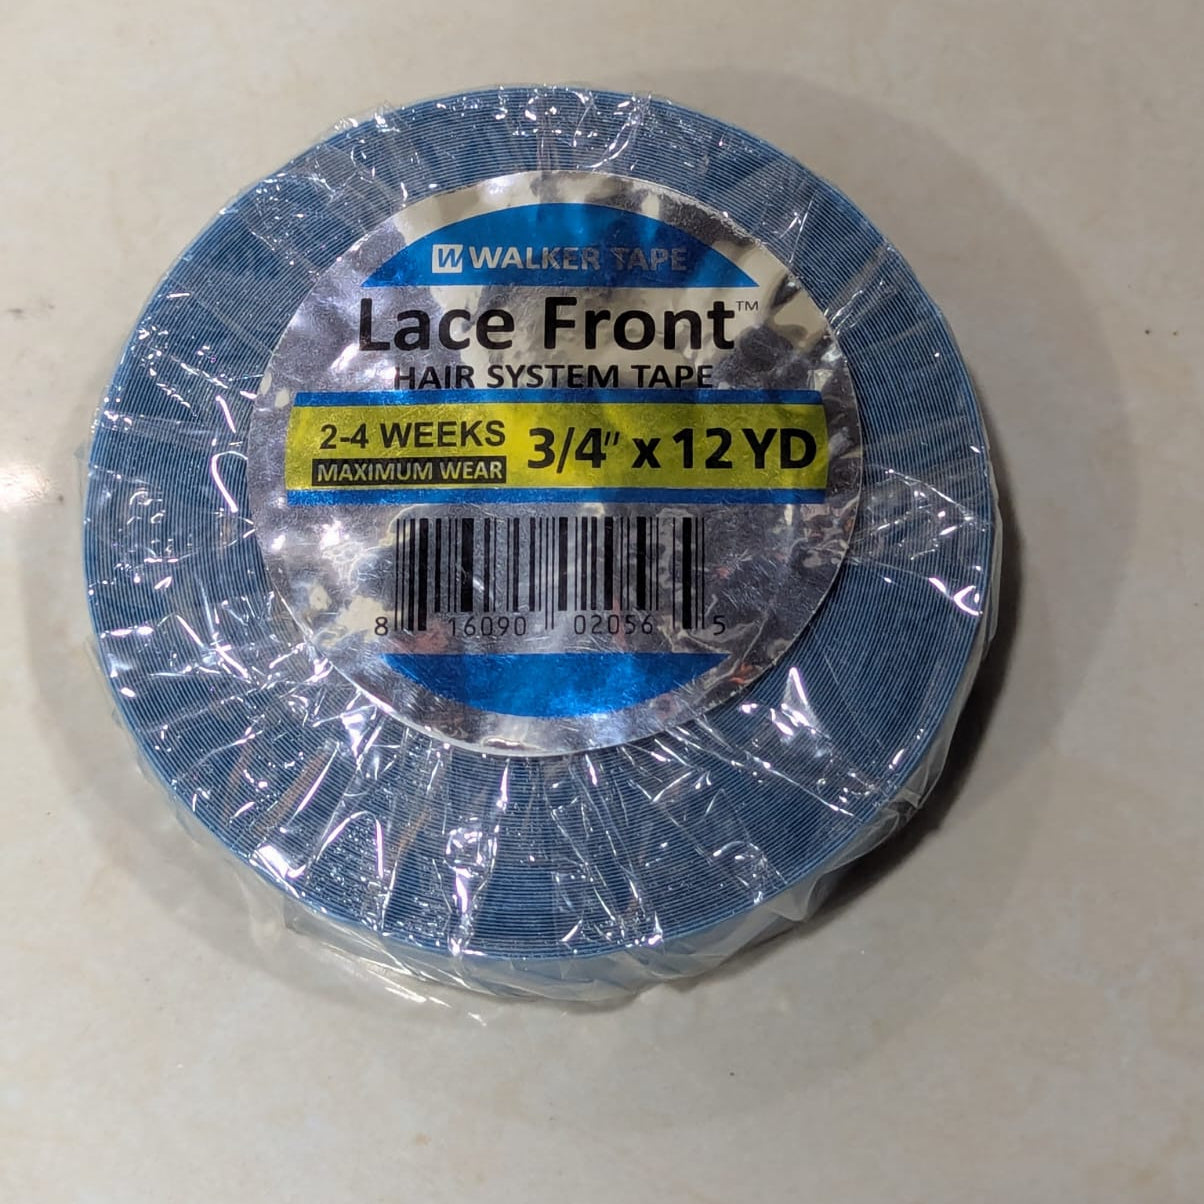 W WALKER TAPE
Lace Front™
HAIR SYSTEM TAPE
2-4 WEEKS
MAXIMUM WEAR
3/4" x 12 YD
8 16090 02056 5